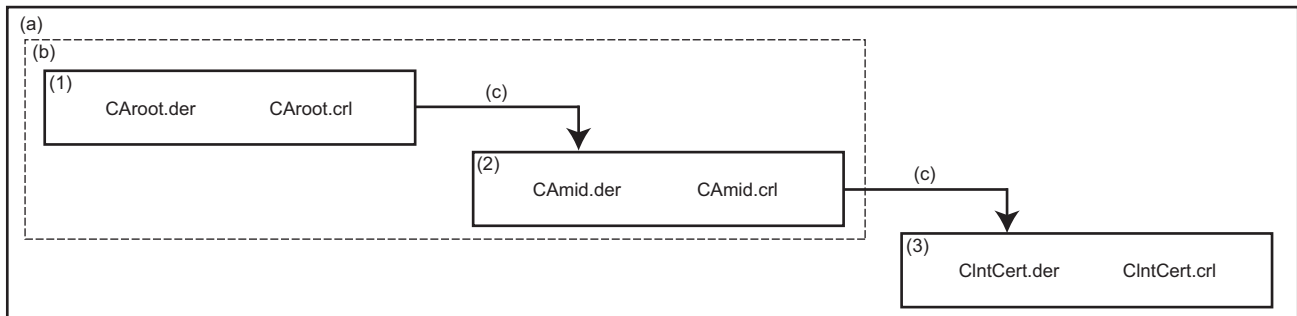 (a)
(b)
(1)
CAroot.der CAroot.crl
(c)
(2)
CAmid.der CAmid.crl
(c)
(3)
ClntCert.der ClntCert.crl